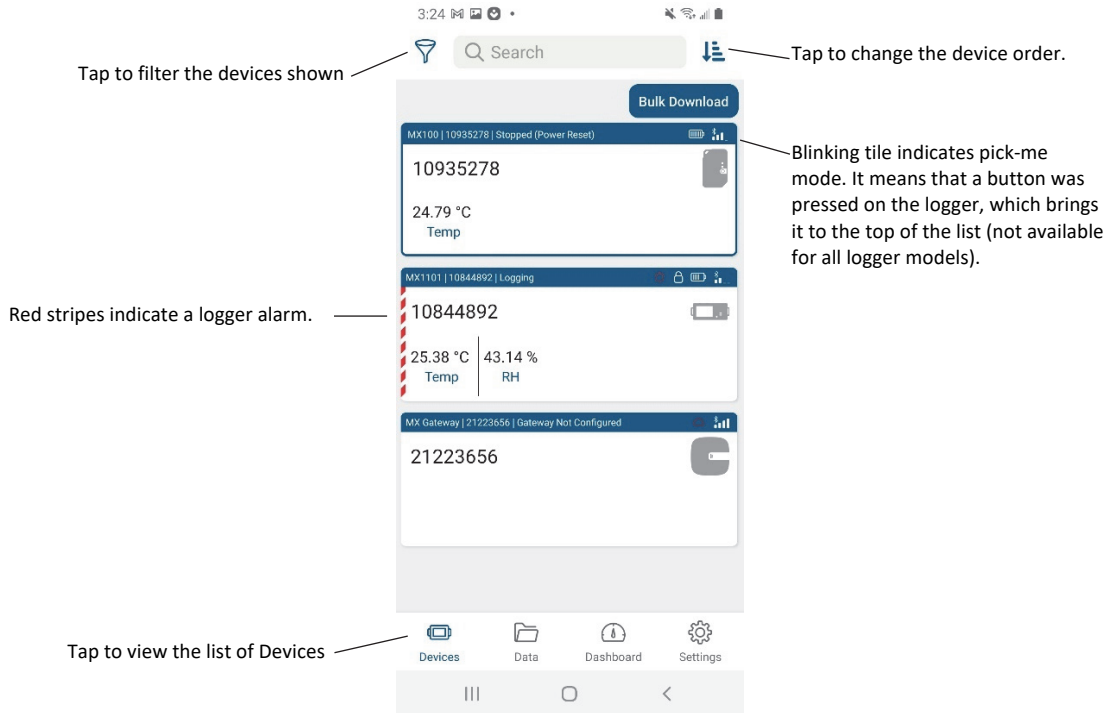 3:24
Search
Tap to change the device order.
Tap to filter the devices shown
Bulk Download
MX100 | 10935278 | Stopped (Power Reset)
10935278
24.79 °C
Temp
Blinking tile indicates pick-me
mode. It means that a button was
pressed on the logger, which brings
it to the top of the list (not available
for all logger models).
MX1101 | 10844892 | Logging
Red stripes indicate a logger alarm.
10844892
25.38 °C 43.14 %
Temp RH
MX Gateway | 21223656 | Gateway Not Configured
21223656
Tap to view the list of Devices
Devices Data Dashboard Settings